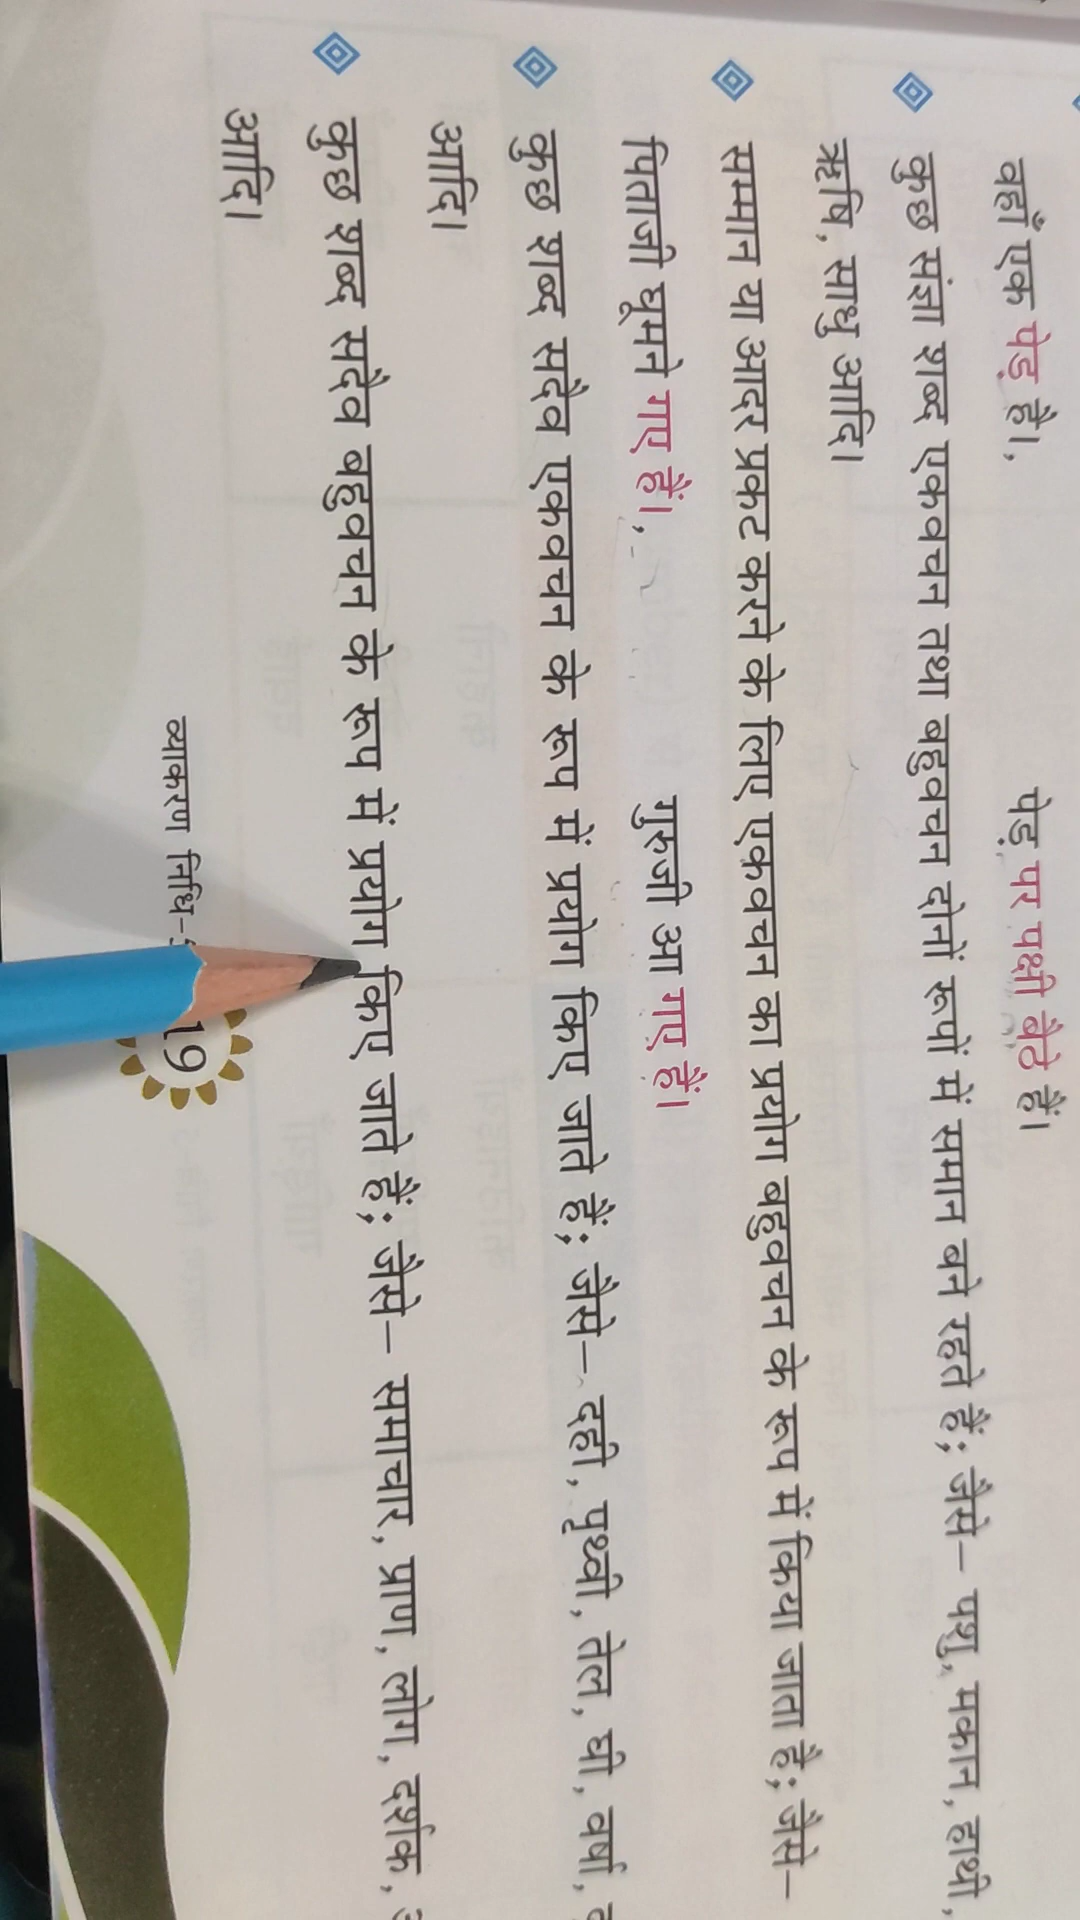 वहाँ एक पेड़ है।, पेड़ पर पक्षी बैठे हैं।
कुछ संज्ञा शब्द एकवचन तथा बहुवचन दोनों रूपों में समान बने रहते हैं; जैसे– पशु, मकान, हाथी,
ऋषि, साधु आदि।
सम्मान या आदर प्रकट करने के लिए एकवचन का प्रयोग बहुवचन के रूप में किया जाता है; जैसे–
पिताजी घूमने गए हैं।, गुरुजी आ गए हैं।
कुछ शब्द सदैव एकवचन के रूप में प्रयोग किए जाते हैं; जैसे– दही, पृथ्वी, तेल, घी, वर्षा,
आदि।
कुछ शब्द सदैव बहुवचन के रूप में प्रयोग किए जाते हैं; जैसे– समाचार, प्राण, लोग, दर्शक,
आदि।
व्याकरण निधि- 19